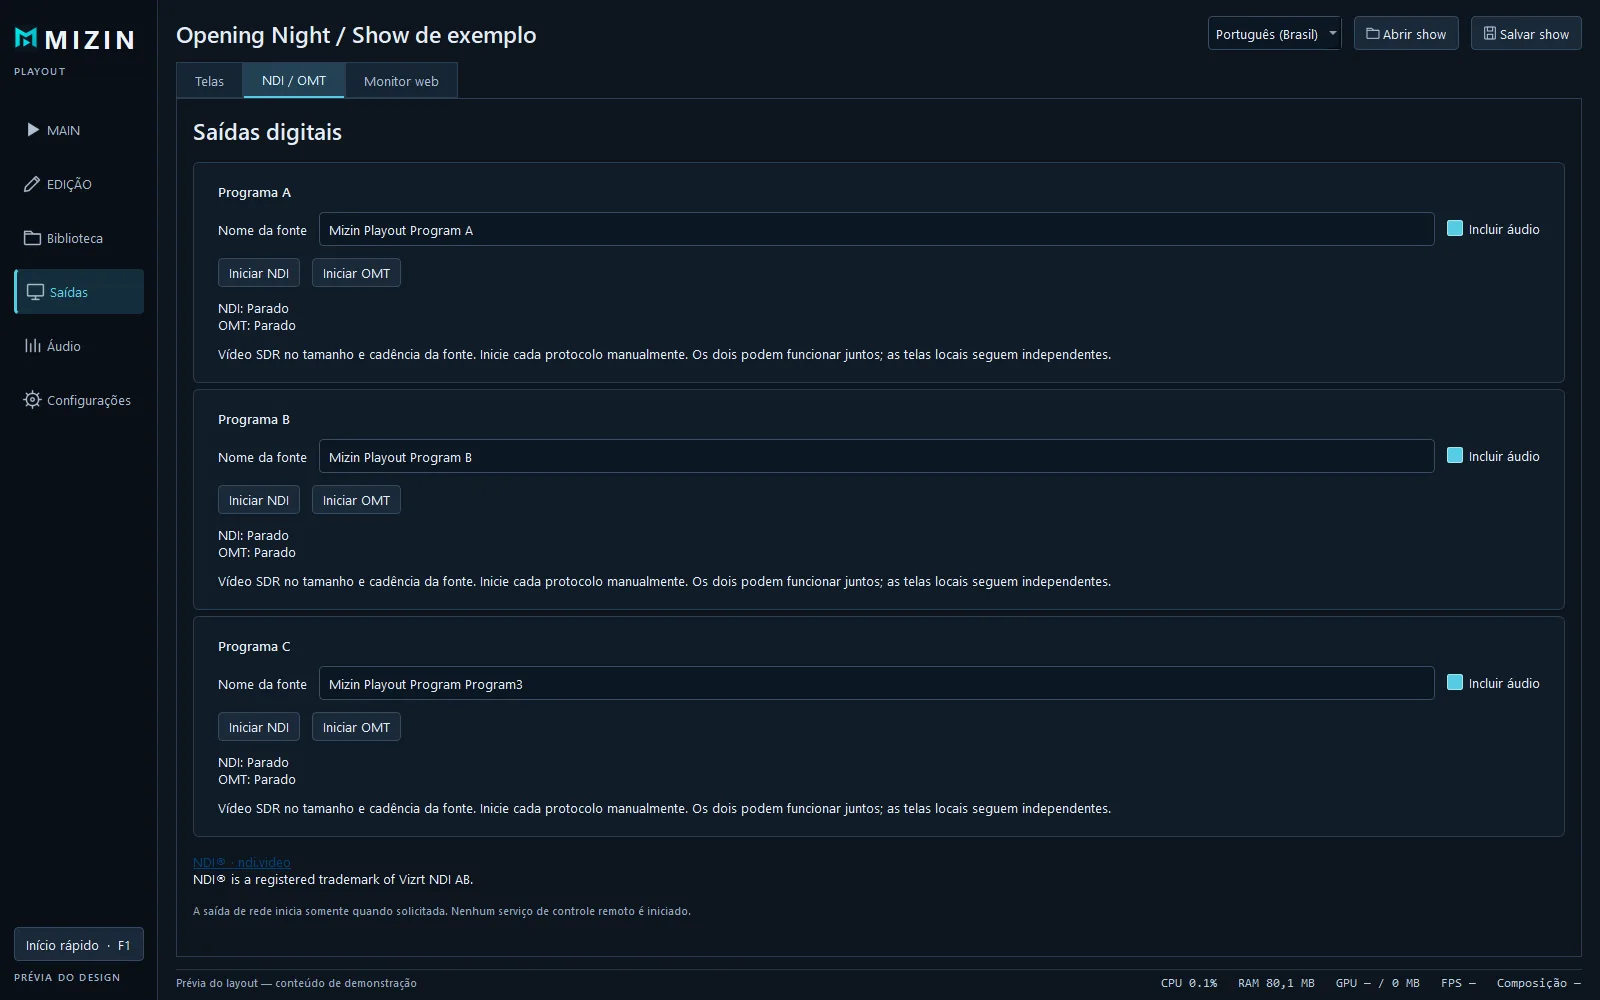 MIZIN
PLAYOUT
Opening Night / Show de exemplo
Português (Brasil)
Abrir show
Salvar show
MAIN
EDIÇÃO
Biblioteca
Saídas
Áudio
Configurações
Telas
NDI / OMT
Monitor web
Saídas digitais
Programa A
Nome da fonte
Mizin Playout Program A
Incluir áudio
Iniciar NDI
Iniciar OMT
NDI: Parado
OMT: Parado
Vídeo SDR no tamanho e cadência da fonte. Inicie cada protocolo manualmente. Os dois podem funcionar juntos; as telas locais seguem independentes.
Programa B
Nome da fonte
Mizin Playout Program B
Incluir áudio
Iniciar NDI
Iniciar OMT
NDI: Parado
OMT: Parado
Vídeo SDR no tamanho e cadência da fonte. Inicie cada protocolo manualmente. Os dois podem funcionar juntos; as telas locais seguem independentes.
Programa C
Nome da fonte
Mizin Playout Program Program3
Incluir áudio
Iniciar NDI
Iniciar OMT
NDI: Parado
OMT: Parado
Vídeo SDR no tamanho e cadência da fonte. Inicie cada protocolo manualmente. Os dois podem funcionar juntos; as telas locais seguem independentes.
NDI® · ndi.video
NDI® is a registered trademark of Vizrt NDI AB.
A saída de rede inicia somente quando solicitada. Nenhum serviço de controle remoto é iniciado.
Início rápido · F1
PRÉVIA DO DESIGN
Prévia do layout — conteúdo de demonstração
CPU 0.1%
RAM 80,1 MB
GPU — / 0 MB
FPS —
Composição —